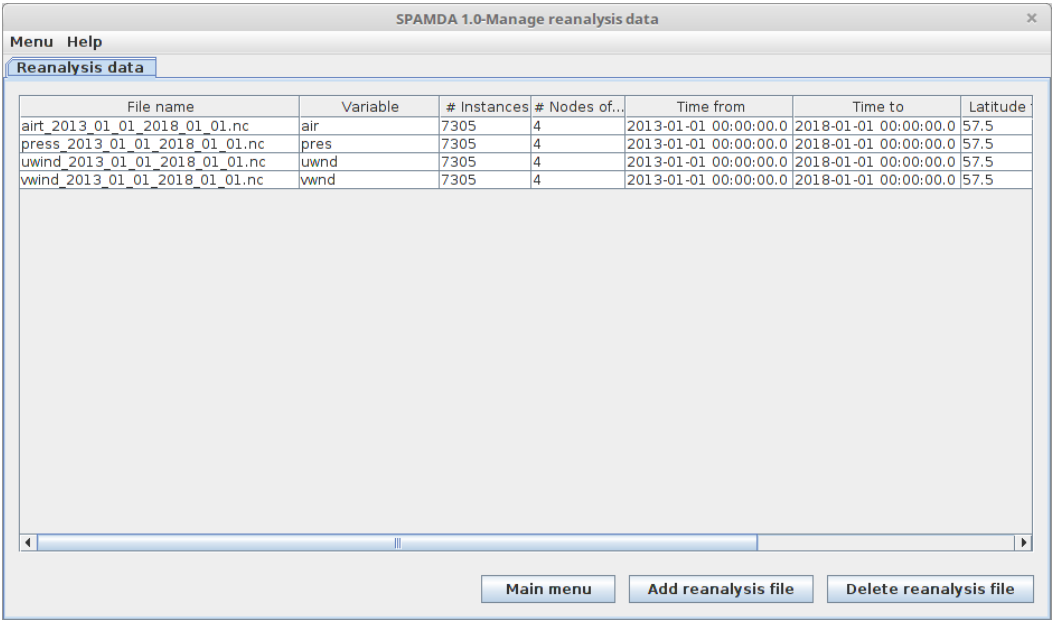 SPAMDA 1.0-Manage reanalysis data
Menu Help
Reanalysis data
File name Variable # Instances # Nodes of... Time from Time to Latitude
airt_2013_01_01_2018_01_01.nc air 7305 4 2013-01-01 00:00:00.0 2018-01-01 00:00:00.0 57.5
press_2013_01_01_2018_01_01.nc pres 7305 4 2013-01-01 00:00:00.0 2018-01-01 00:00:00.0 57.5
uwind_2013_01_01_2018_01_01.nc uwnd 7305 4 2013-01-01 00:00:00.0 2018-01-01 00:00:00.0 57.5
vwind_2013_01_01_2018_01_01.nc vwnd 7305 4 2013-01-01 00:00:00.0 2018-01-01 00:00:00.0 57.5
Main menu Add reanalysis file Delete reanalysis file